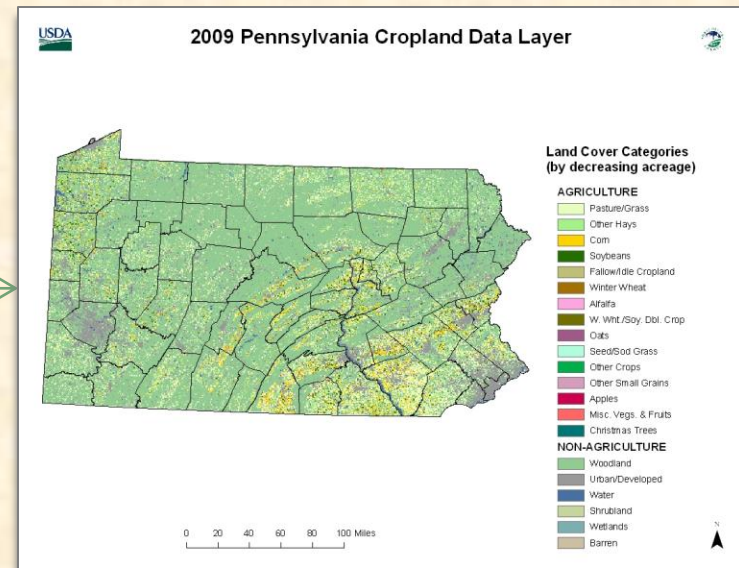 USDA
2009 Pennsylvania Cropland Data Layer
Land Cover Categories
(by decreasing acreage)
AGRICULTURE
Pasture/Grass
Other Hays
Corn
Soybeans
Fallow/Idle Cropland
Winter Wheat
Alfalfa
W. Wht./Soy. Dbl. Crop
Oats
Seed/Sod Grass
Other Crops
Other Small Grains
Apples
Misc. Vegs. & Fruits
Christmas Trees
NON-AGRICULTURE
Woodland
Urban/Developed
Water
Shrubland
Wetlands
Barren
0 20 40 60 80 100 Miles
N